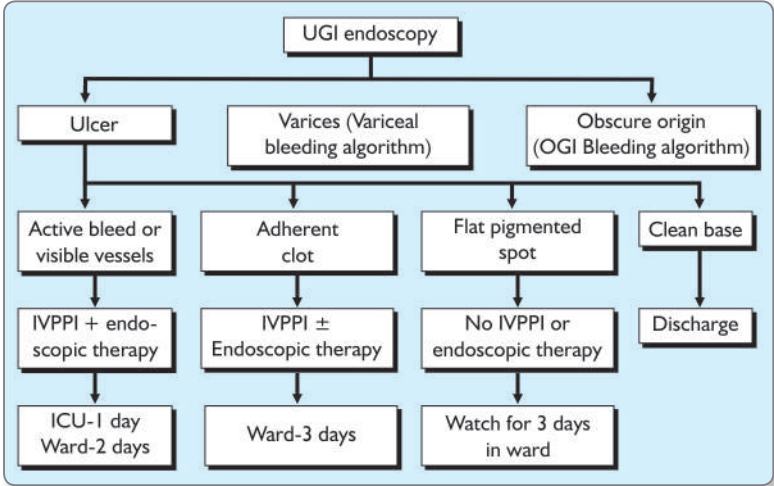 UGI endoscopy
Ulcer
Varices (Variceal
bleeding algorithm)
Obscure origin
(OGI Bleeding algorithm)
Active bleed or
visible vessels
Adherent
clot
Flat pigmented
spot
Clean base
IVPPI + endo-
scopic therapy
IVPPI ±
Endoscopic therapy
No IVPPI or
endoscopic therapy
Discharge
ICU-1 day
Ward-2 days
Ward-3 days
Watch for 3 days
in ward